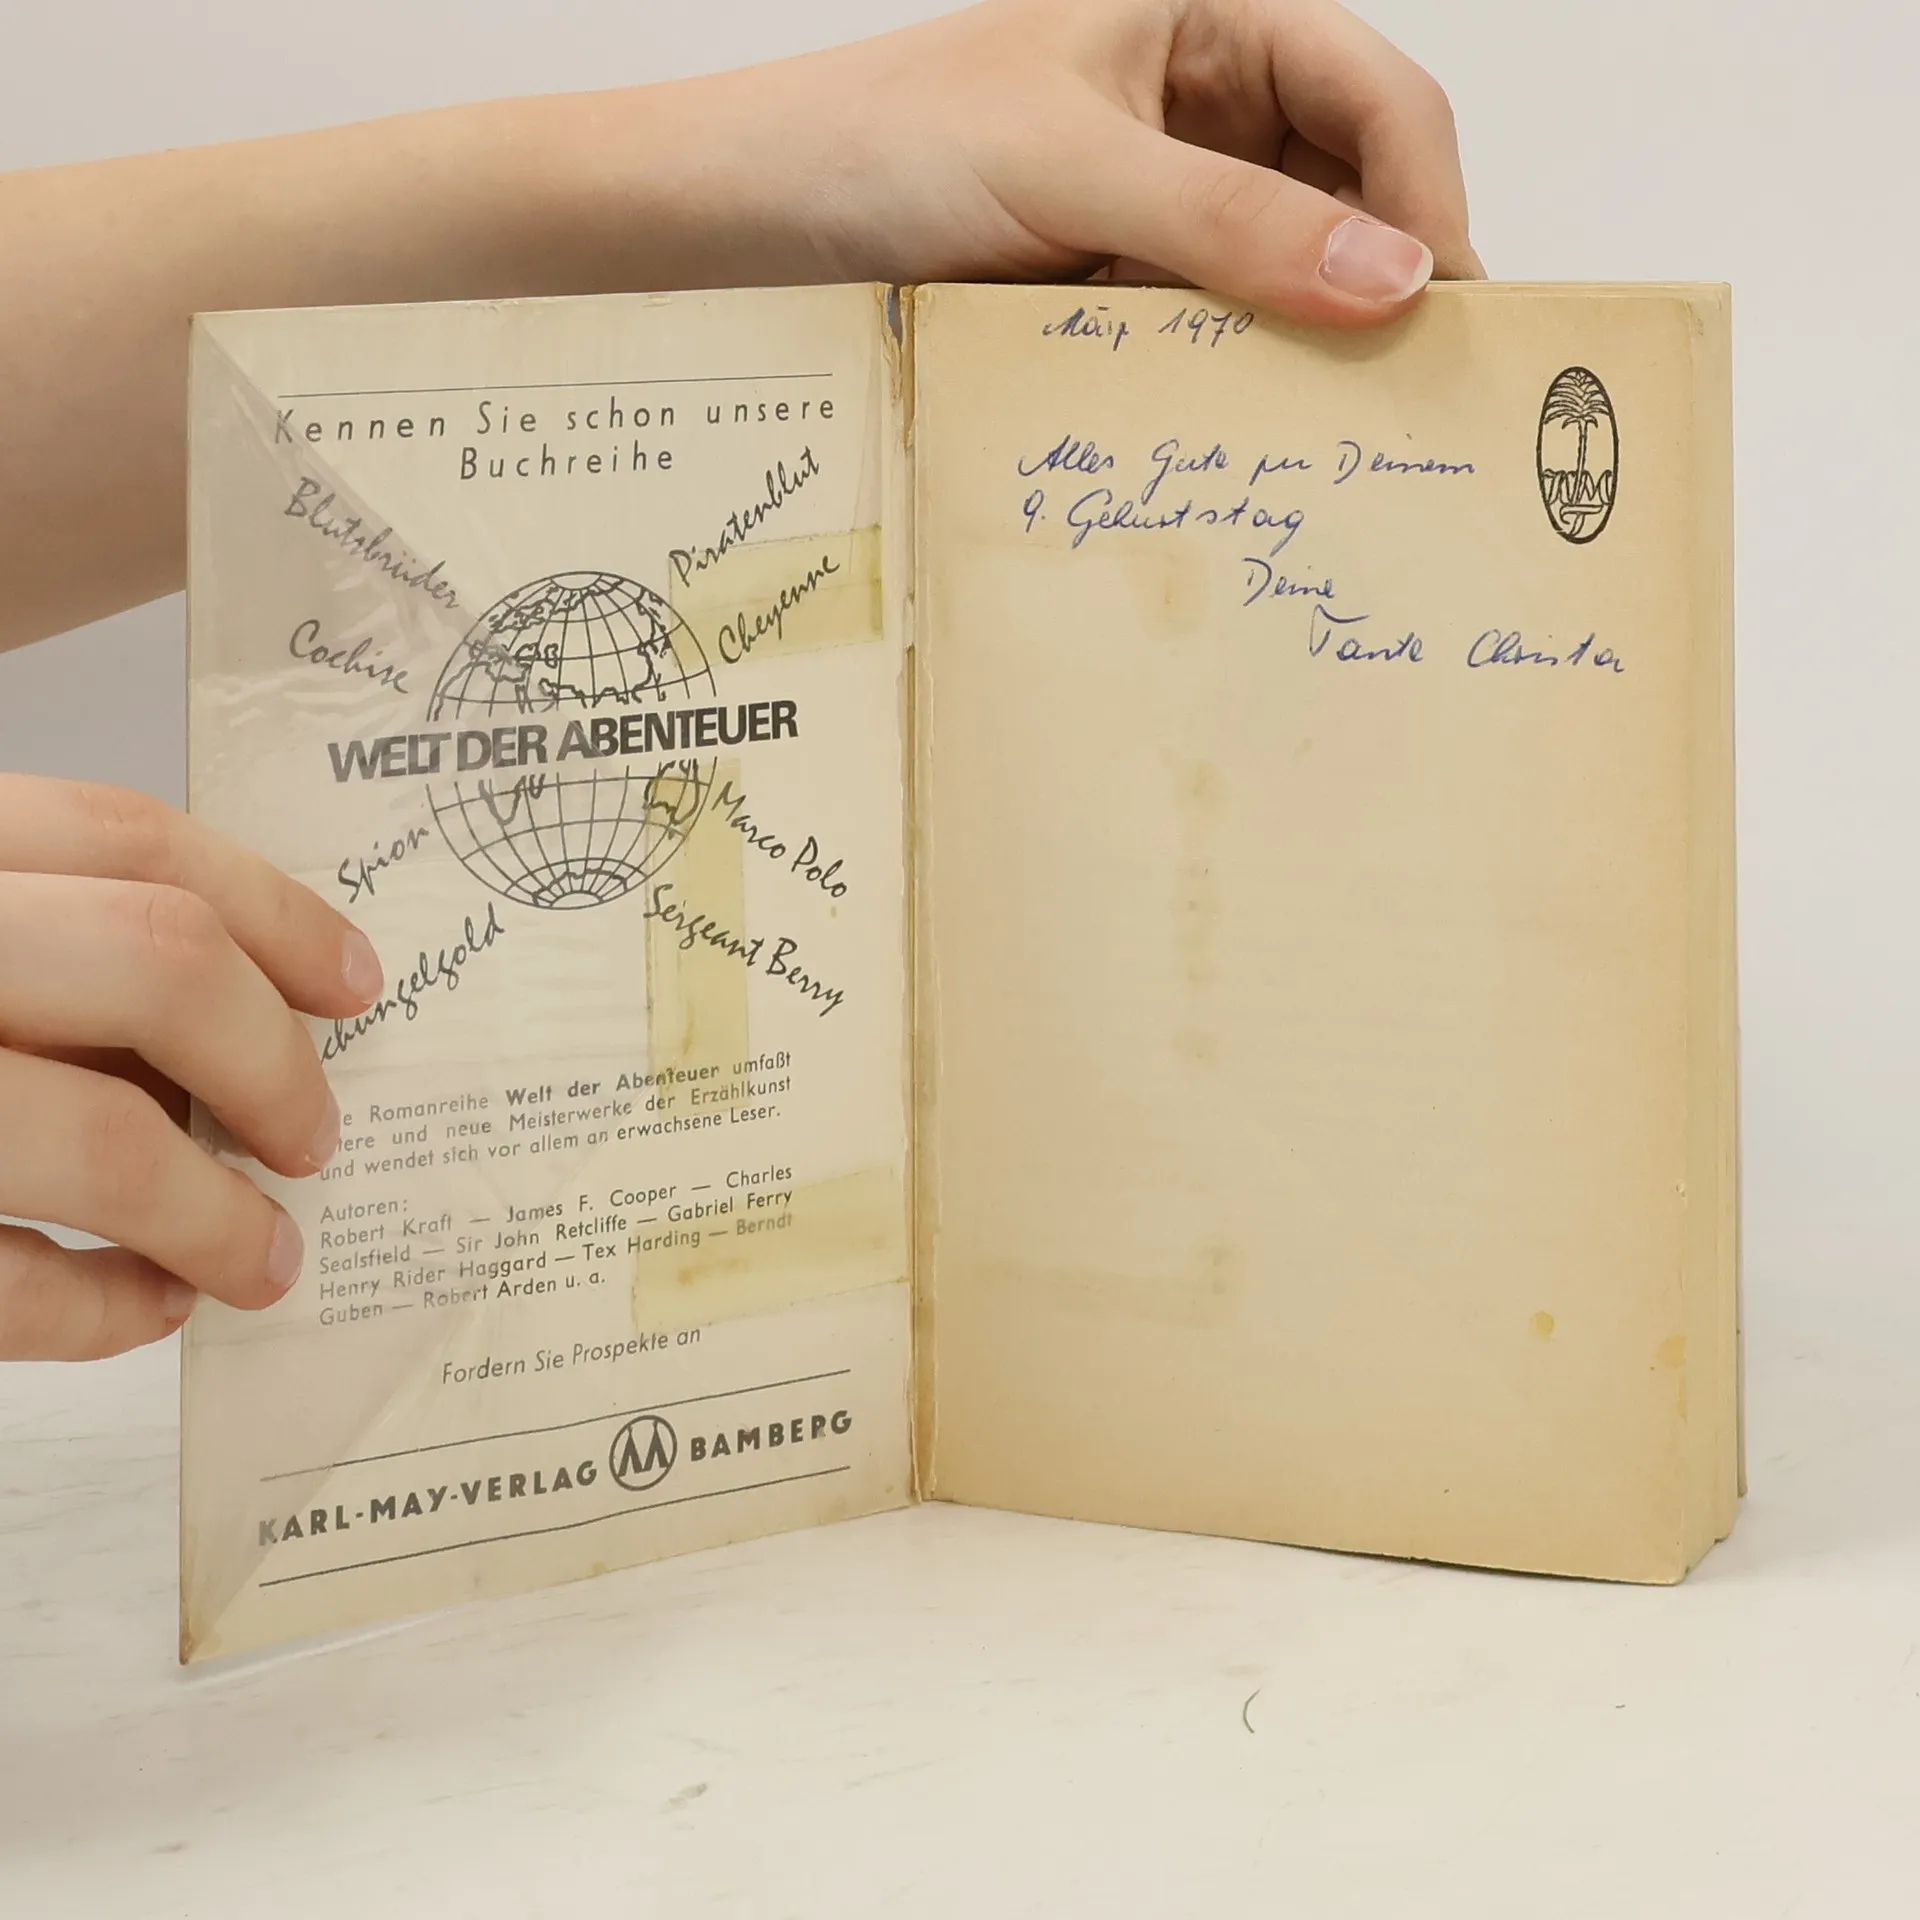 Kennen Sie schon unsere
Buchreihe
Blutsbrüder
Piratenblut
Cochise
Cheyenne
WELT DER ABENTEUER
Spion
Marco Polo
chungelgold
Sergeant Berry
e Romanreihe Welt der Abenteuer umfaßt
tere und neue Meisterwerke der Erzählkunst
und wendet sich vor allem an erwachsene Leser.
Autoren:
Robert Kraft — James F. Cooper — Charles
Sealsfield — Sir John Retcliffe — Gabriel Ferry
Henry Rider Haggard — Tex Harding — Berndt
Guben — Robert Arden u. a.
Fordern Sie Prospekte an
KARL-MAY-VERLAG BAMBERG
März 1970
Alles Gute zu Deinem
9. Geburtstag
Deine
Tante Christa